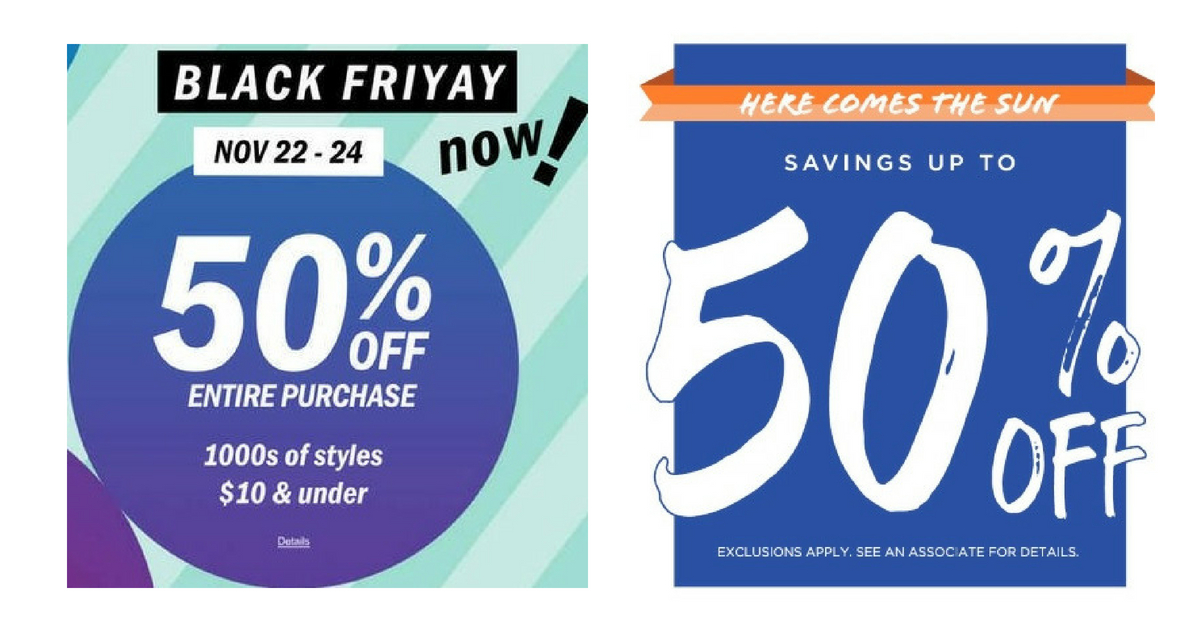 BLACK FRIYAY
NOV 22 - 24
now!
50%
OFF
ENTIRE PURCHASE
1000s of styles
$10 & under
Details
HERE COMES THE SUN
SAVINGS UP TO
50%
OFF
EXCLUSIONS APPLY. SEE AN ASSOCIATE FOR DETAILS.